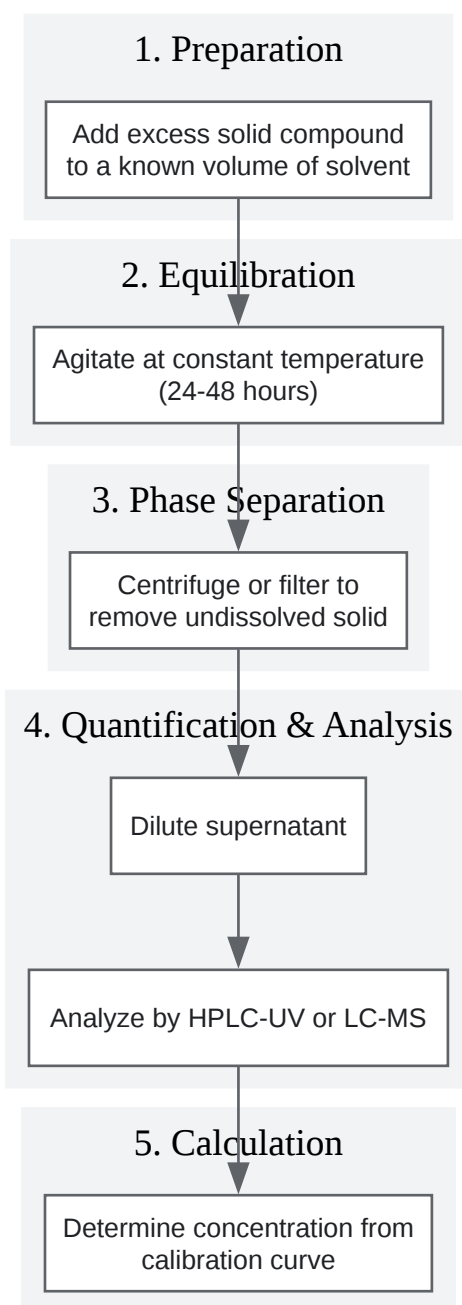 1. Preparation
Add excess solid compound
to a known volume of solvent
2. Equilibration
Agitate at constant temperature
(24-48 hours)
3. Phase Separation
Centrifuge or filter to
remove undissolved solid
4. Quantification & Analysis
Dilute supernatant
Analyze by HPLC-UV or LC-MS
5. Calculation
Determine concentration from
calibration curve